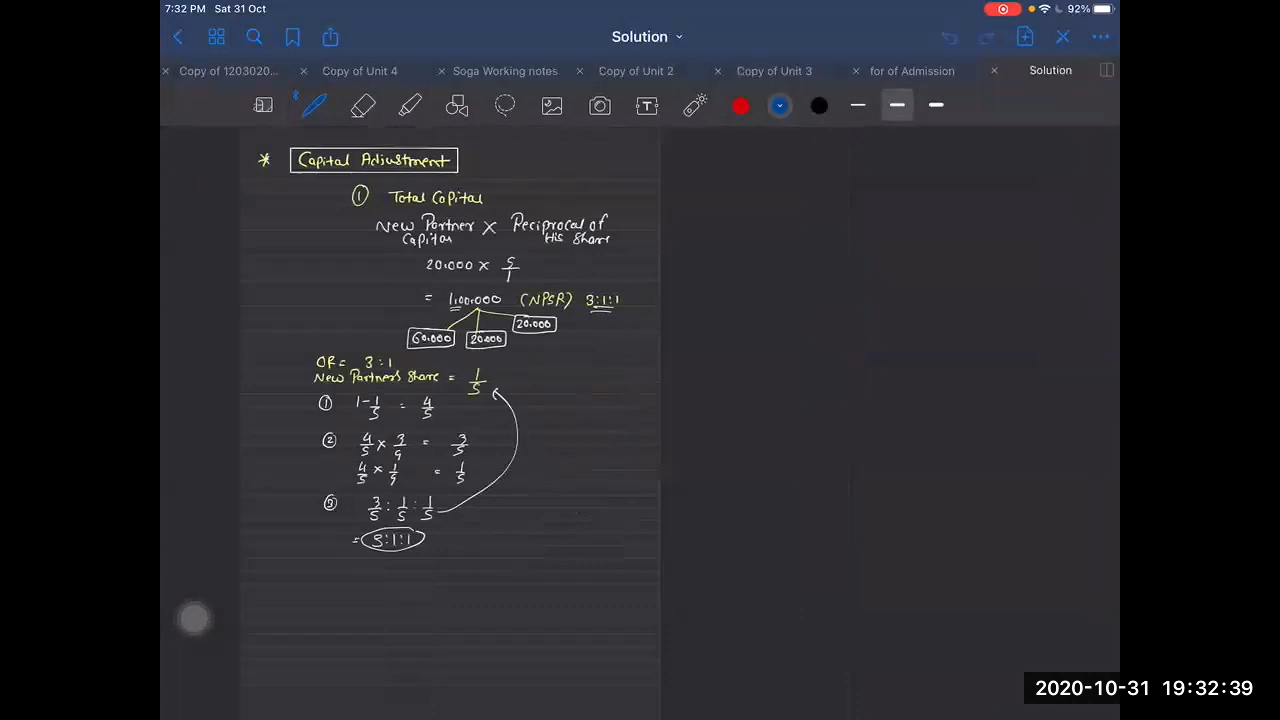 7:32 PM Sat 31 Oct
92%
Solution
Copy of 1203020...
Copy of Unit 4
Soga Working notes
Copy of Unit 2
Copy of Unit 3
for of Admission
Solution
* Capital Adjustment
① Total Capital
New Partner Capital × Reciprocal of His Share
20.000 × 5/1
= 1,00.000 (NPSR) 3:1:1
60.000 20.000 20.000
OR = 3:1
New Partners Share = 1/5
① 1-1/5 = 4/5
② 4/5 × 3/4 = 3/5
4/5 × 1/4 = 1/5
③ 3/5 : 1/5 : 1/5
= 3:1:1
2020-10-31 19:32:39